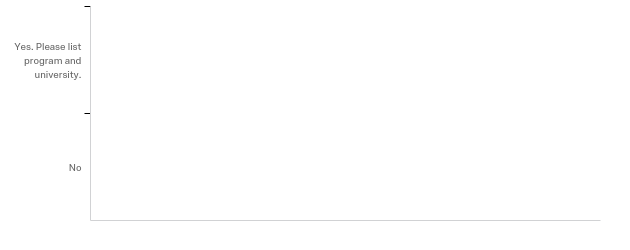 Yes. Please list
program and
university.
No